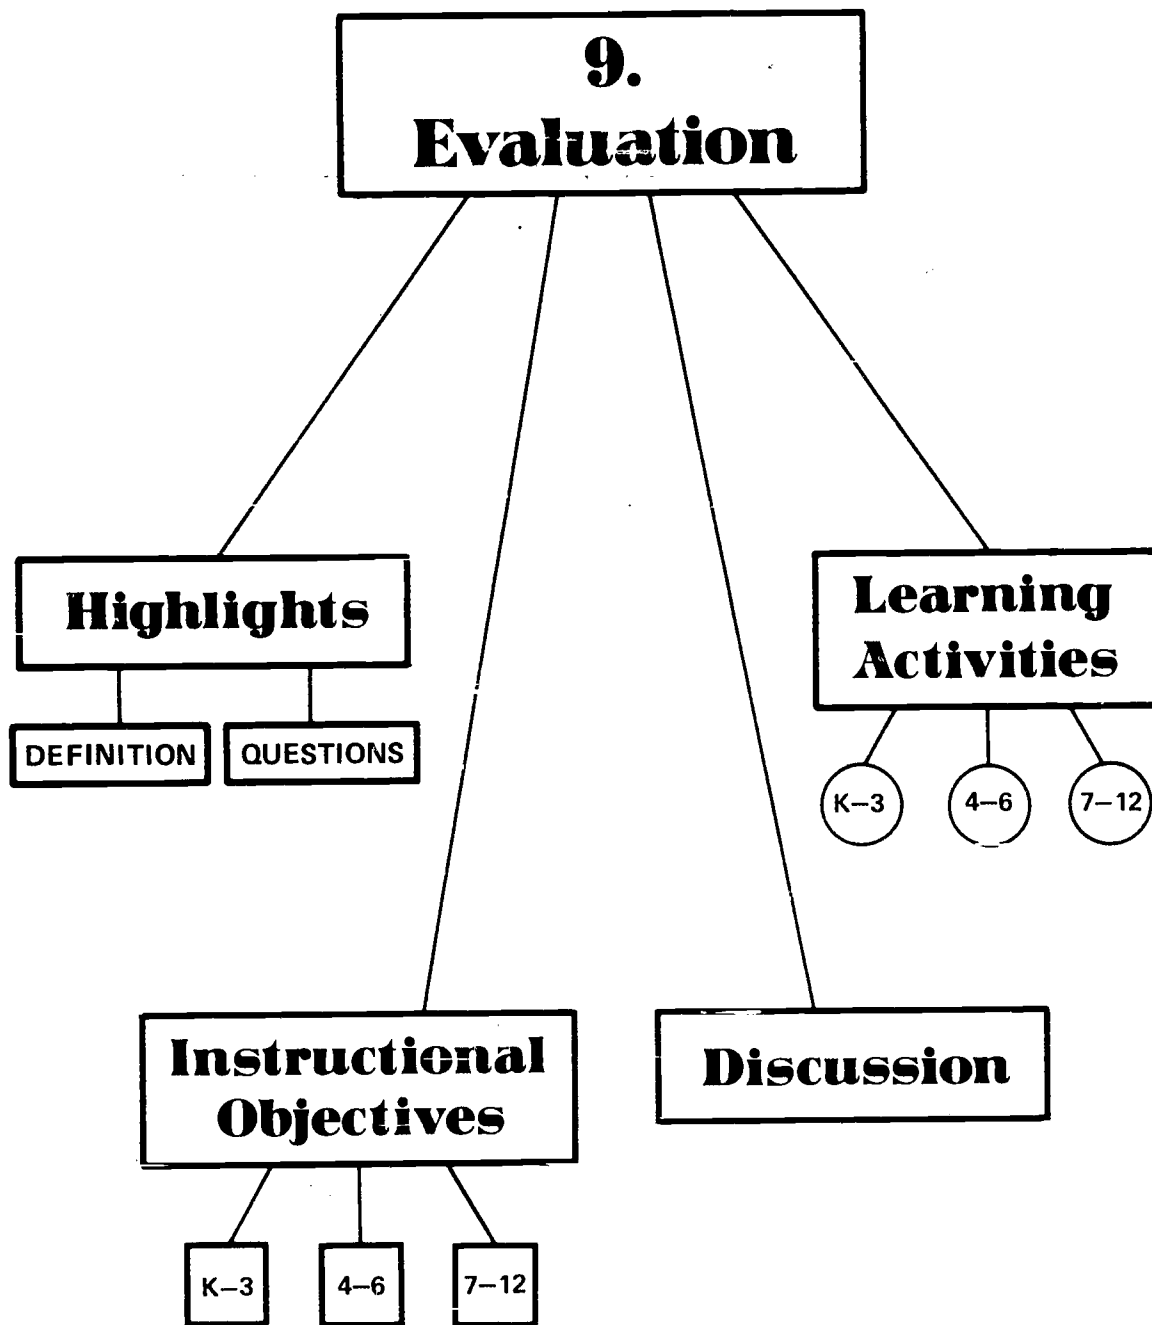 9.
Evaluation
Highlights
DEFINITION
QUESTIONS
Learning
Activities
K—3
4—6
7—12
Instructional
Objectives
K—3
4—6
7—12
Discussion